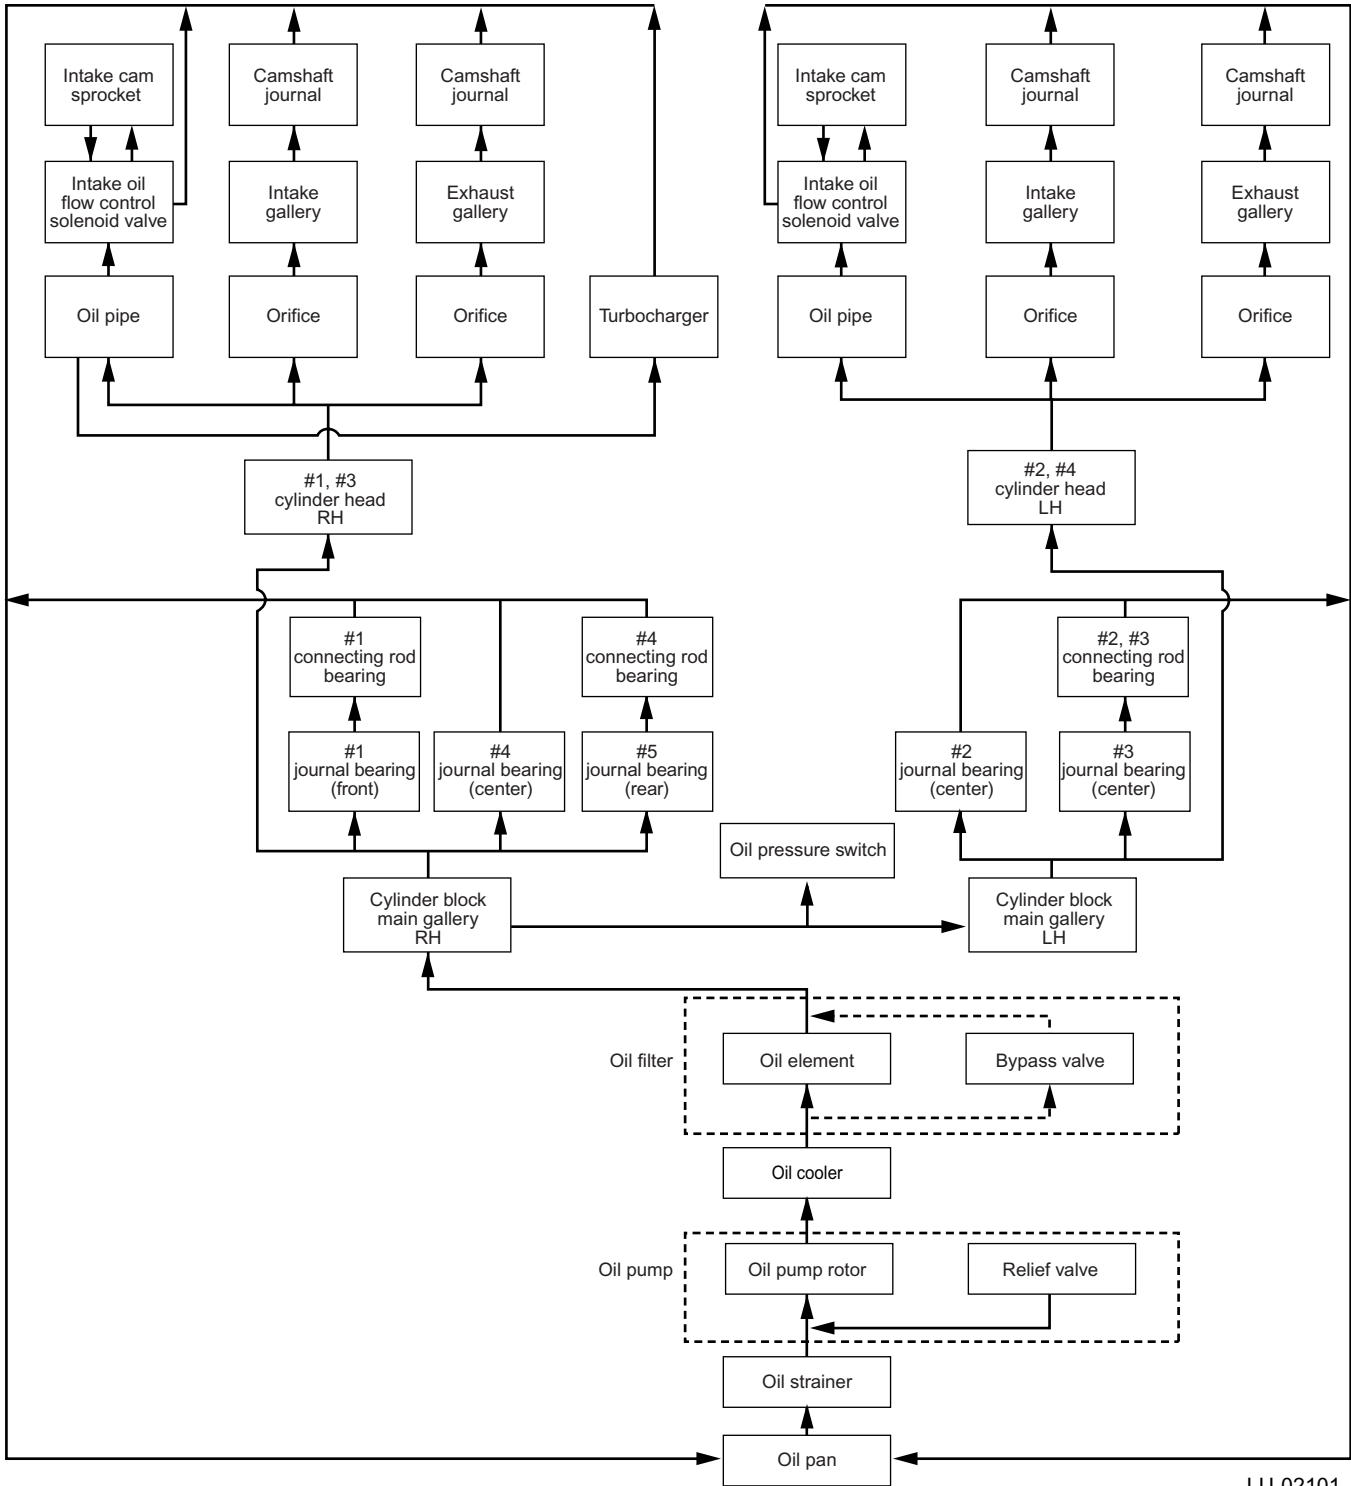 Intake cam
sprocket
Camshaft
journal
Camshaft
journal
Intake cam
sprocket
Camshaft
journal
Camshaft
journal
Intake oil
flow control
solenoid valve
Intake
gallery
Exhaust
gallery
Intake oil
flow control
solenoid valve
Intake
gallery
Exhaust
gallery
Oil pipe
Orifice
Orifice
Turbocharger
Oil pipe
Orifice
Orifice
#1, #3
cylinder head
RH
#2, #4
cylinder head
LH
#1
connecting rod
bearing
#4
connecting rod
bearing
#2, #3
connecting rod
bearing
#1
journal bearing
(front)
#4
journal bearing
(center)
#5
journal bearing
(rear)
#2
journal bearing
(center)
#3
journal bearing
(center)
Oil pressure switch
Cylinder block
main gallery
RH
Cylinder block
main gallery
LH
Oil filter
Oil element
Bypass valve
Oil cooler
Oil pump
Oil pump rotor
Relief valve
Oil strainer
Oil pan
LU-02101